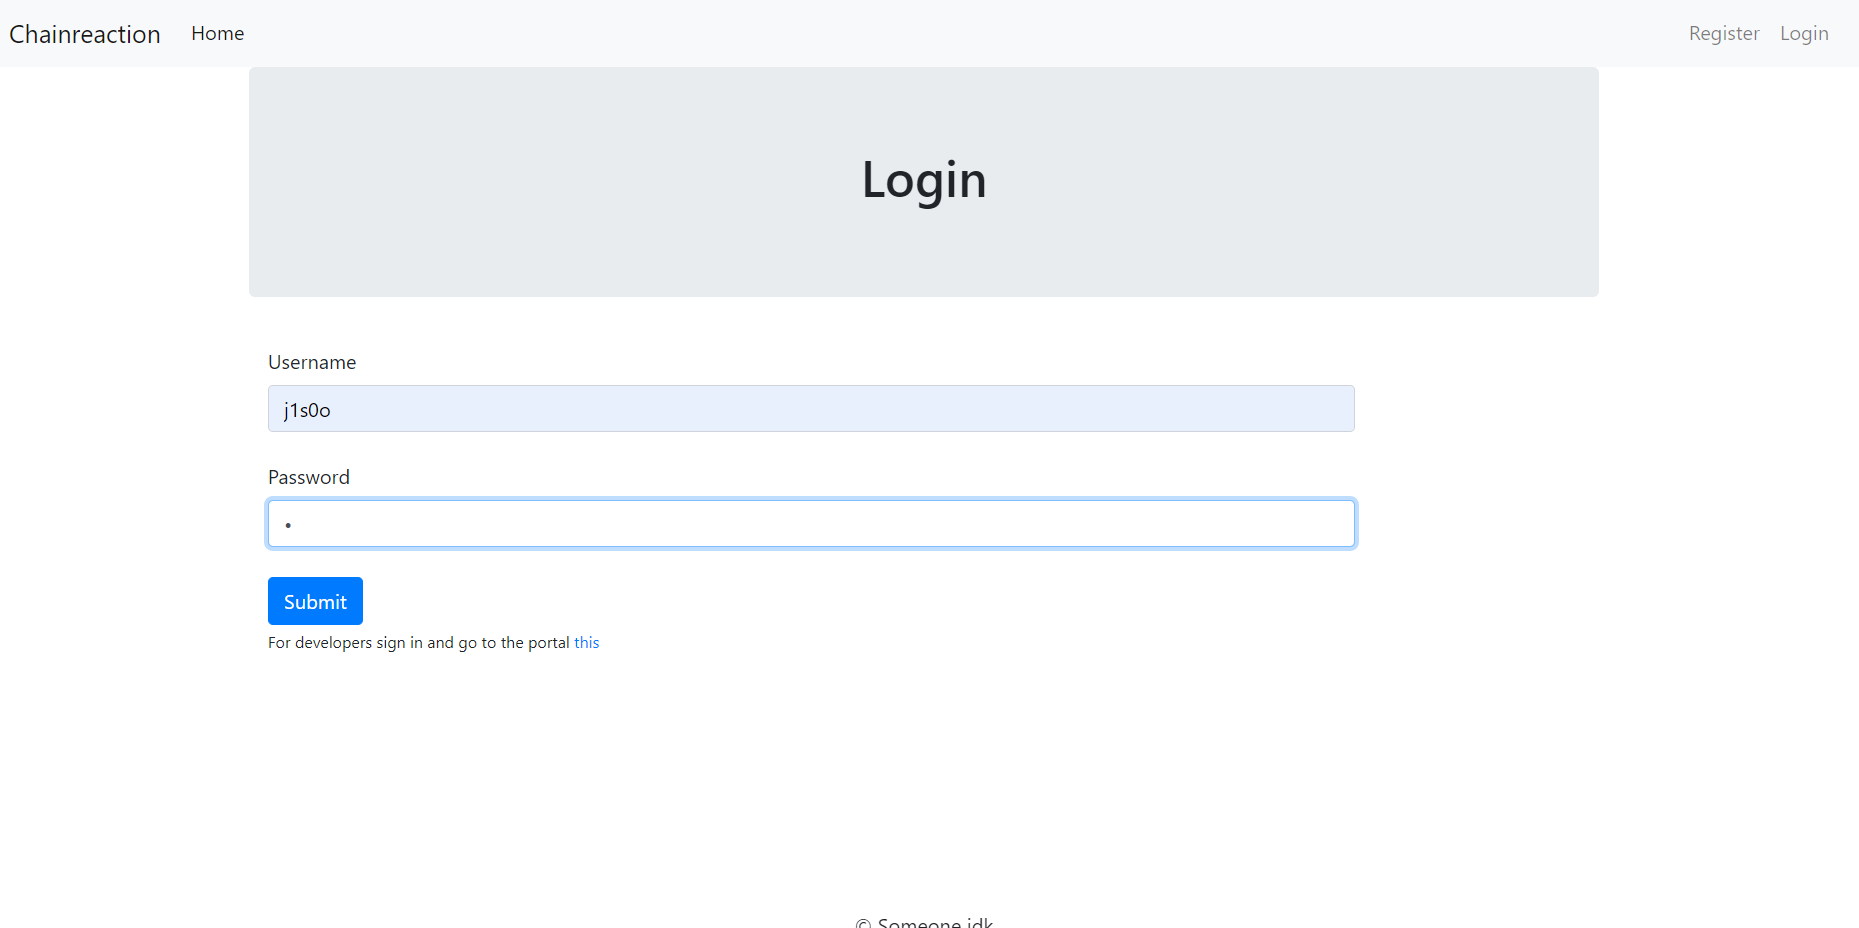 Chainreaction Home Register Login
Login
Username
j1s0o
Password
•
Submit
For developers sign in and go to the portal this
© Someone idk